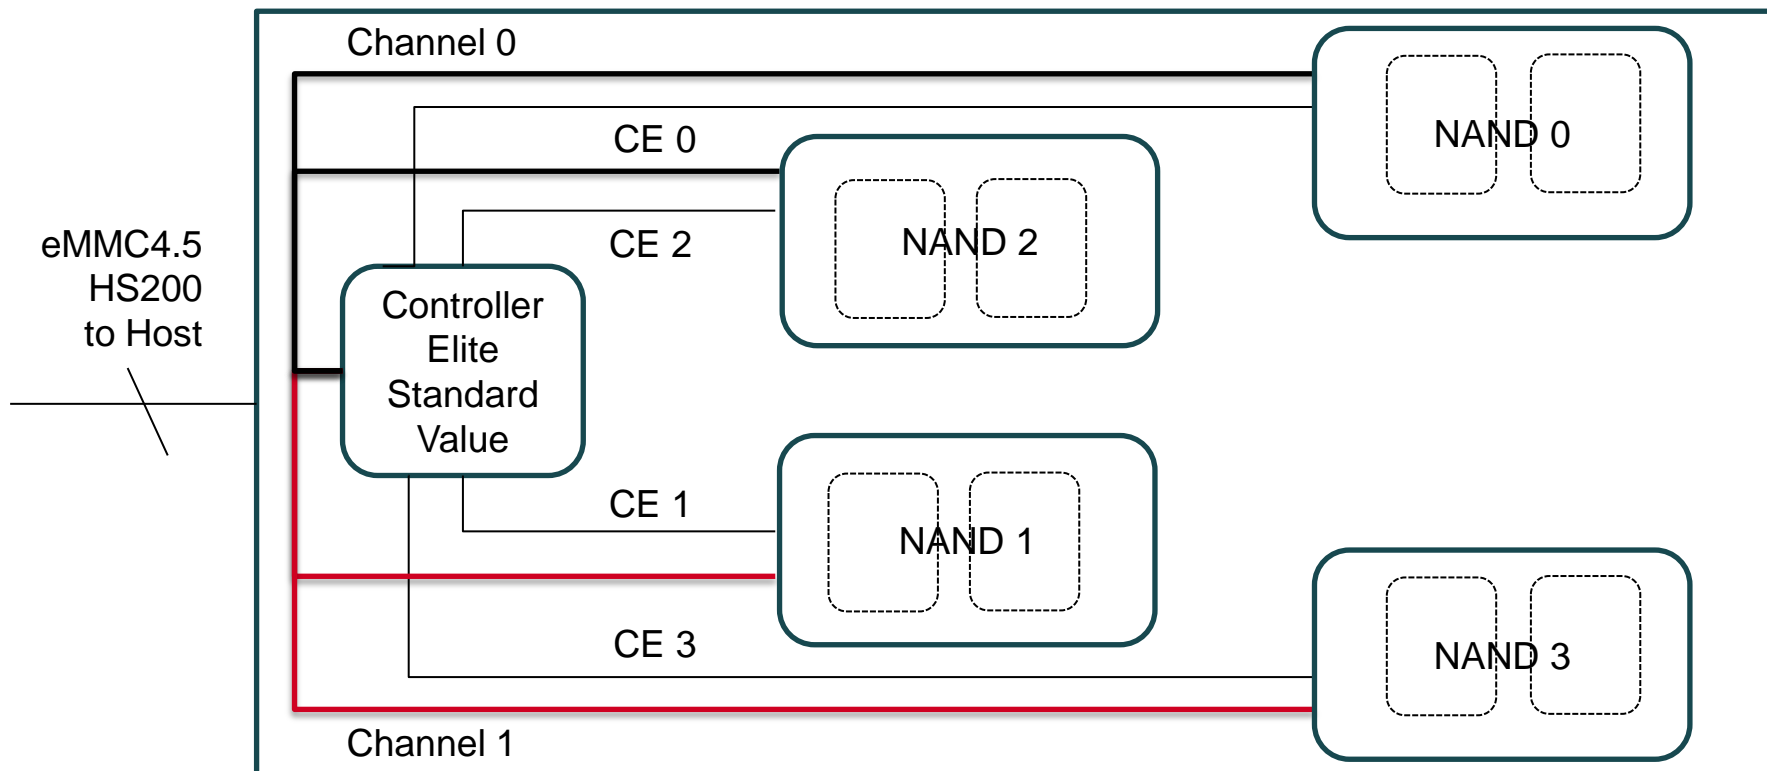 Channel 0
NAND 0
CE 0
NAND 2
CE 2
eMMC4.5
HS200
to Host
Controller
Elite
Standard
Value
CE 1
NAND 1
CE 3
NAND 3
Channel 1